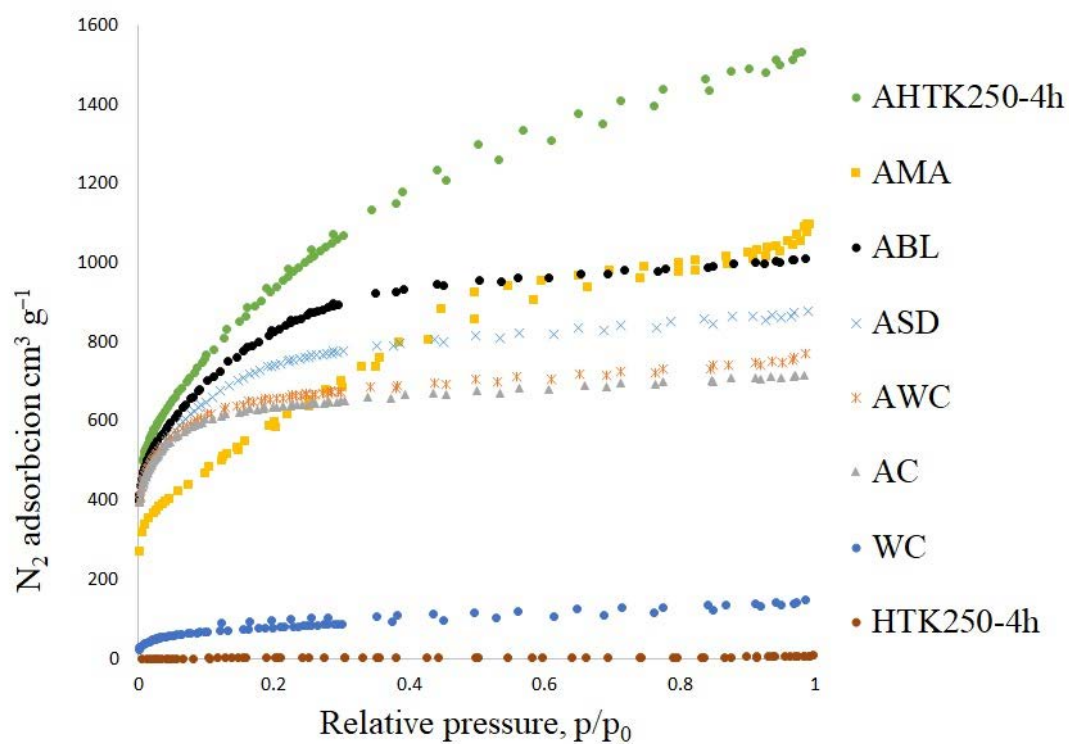 1600
1400
1200
1000
800
600
400
200
0
0 0.2 0.4 0.6 0.8 1
N₂ adsorbcion cm³ g⁻¹
Relative pressure, p/p₀
AHTK250-4h
AMA
ABL
ASD
AWC
AC
WC
HTK250-4h